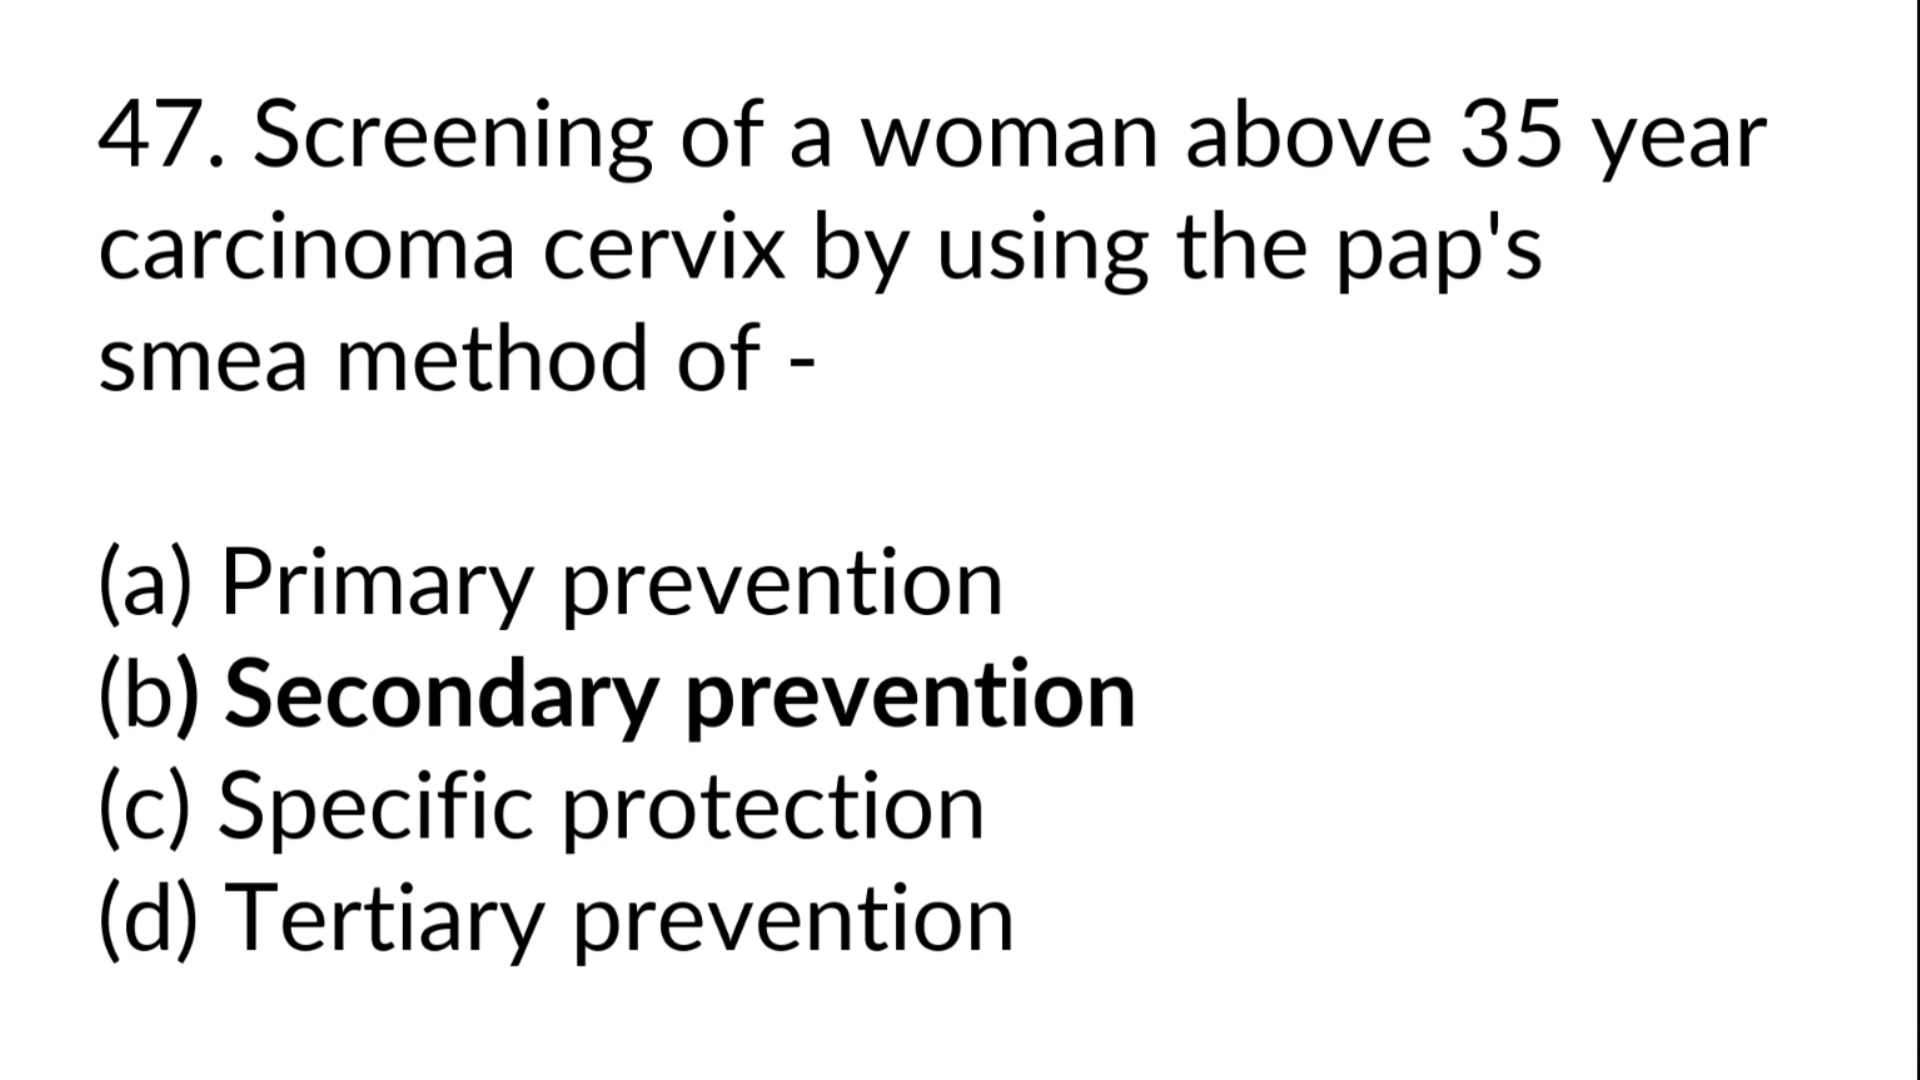 47. Screening of a woman above 35 year
carcinoma cervix by using the pap's
smea method of -
(a) Primary prevention
(b) Secondary prevention
(c) Specific protection
(d) Tertiary prevention